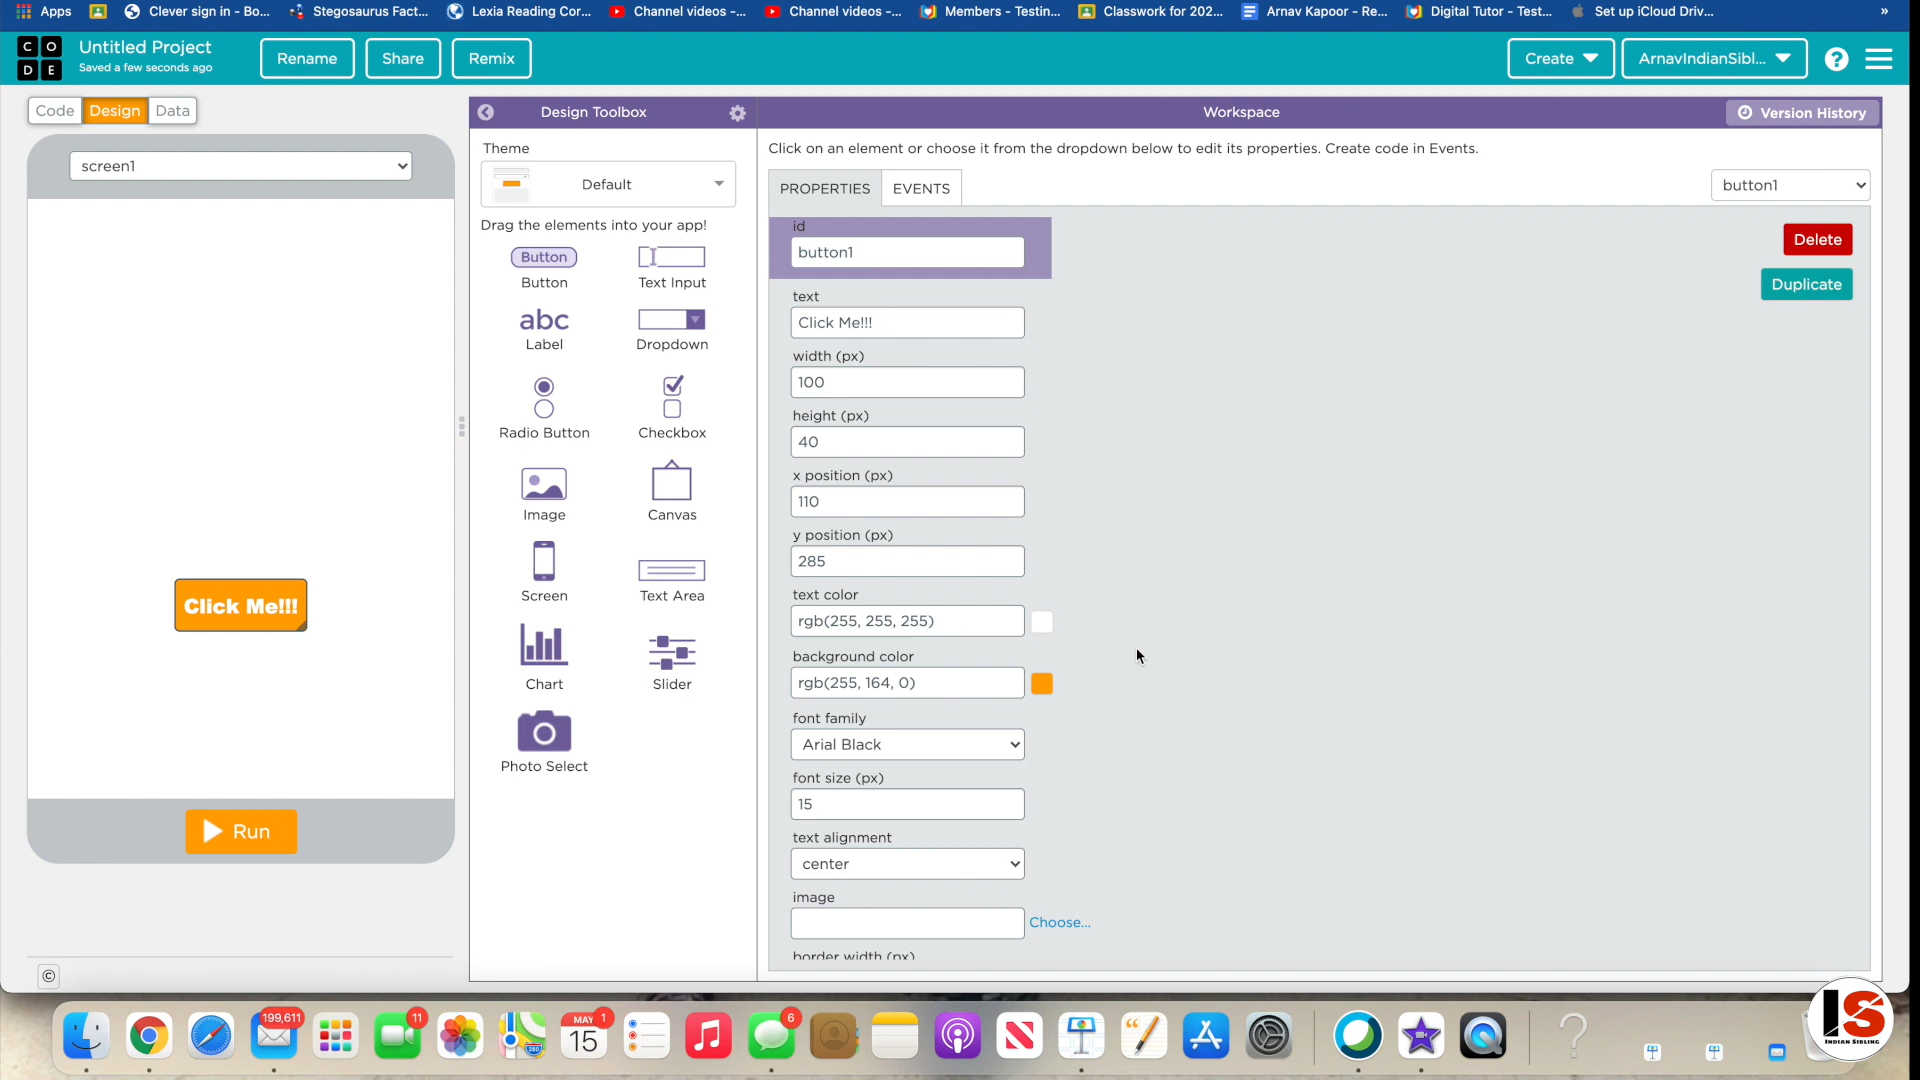 Apps
Clever sign in - Bo...
Stegosaurus Fact...
Lexia Reading Cor...
Channel videos -...
Channel videos -...
Members - Testin...
Classwork for 202...
Arnav Kapoor - Re...
Digital Tutor - Test...
Set up iCloud Driv...
»
C O
D E
Untitled Project
Saved a few seconds ago
Rename
Share
Remix
Create
ArnavIndianSibl...
?
Code
Design
Data
Design Toolbox
Workspace
Version History
screen1
Theme
Default
Drag the elements into your app!
Button
Button
Text Input
abc
Label
Dropdown
Radio Button
Checkbox
Image
Canvas
Screen
Text Area
Chart
Slider
Photo Select
Click on an element or choose it from the dropdown below to edit its properties. Create code in Events.
PROPERTIES
EVENTS
button1
Delete
Duplicate
id
button1
text
Click Me!!!
width (px)
100
height (px)
40
x position (px)
110
y position (px)
285
text color
rgb(255, 255, 255)
background color
rgb(255, 164, 0)
font family
Arial Black
font size (px)
15
text alignment
center
image
Choose...
border width (px)
Click Me!!!
Run
©
199,611
11
MAY
15
1
6
280
?
IS
INDIAN SIBLING